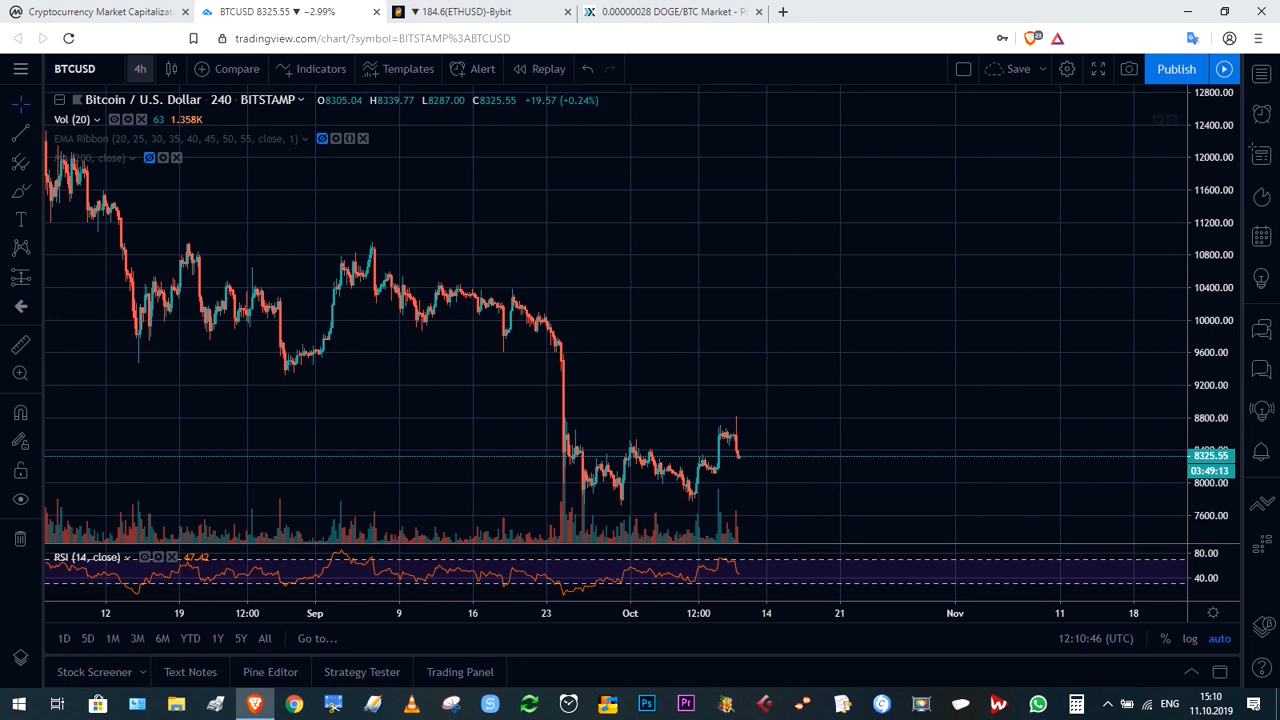 Cryptocurrency Market Capitalizat
BTCUSD 8325.55 ▼ −2.99%
▼ 184.6(ETHUSD)-Bybit
0.00000028 DOGE/BTC Market - Po
tradingview.com/chart/?symbol=BITSTAMP%3ABTCUSD
BTCUSD
4h
Compare
Indicators
Templates
Alert
Replay
Save
Publish
Bitcoin / U.S. Dollar 240 BITSTAMP
O8305.04 H8339.77 L8287.00 C8325.55 +19.57 (+0.24%)
Vol (20) 63 1.358K
EMA Ribbon (20, 25, 30, 35, 40, 45, 50, 55, close, 1)
(200, close)
12800.00
12400.00
12000.00
11600.00
11200.00
10800.00
10400.00
10000.00
9600.00
9200.00
8800.00
8325.55
03:49:13
8000.00
7600.00
RSI (14, close) 47.42
80.00
40.00
12 19 12:00 Sep 9 16 23 Oct 12:00 14 21 Nov 11 18
1D 5D 1M 3M 6M YTD 1Y 5Y All Go to...
12:10:46 (UTC) % log auto
Stock Screener Text Notes Pine Editor Strategy Tester Trading Panel
ENG
15:10
11.10.2019